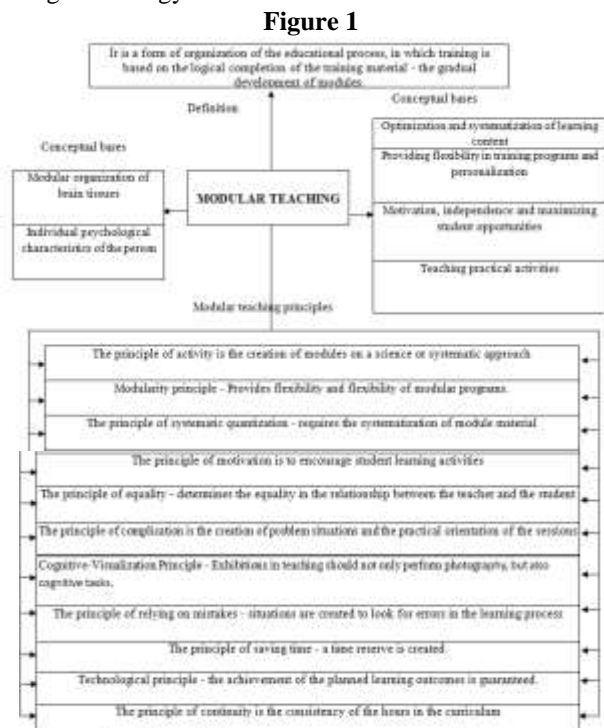 Figure 1
It is a form of organization of the educational process, in which training is
based on the logical completion of the training material - the gradual
development of modules.
Definition
Conceptual bases
Conceptual bases
Modular organization of
brain tissues
Individual psychological
characteristics of the person
MODULAR TEACHING
Optimization and systematization of learning
content
Providing flexibility in training programs and
personalization
Motivation, independence and maximizing
student opportunities
Teaching practical activities
Modular teaching principles
The principle of activity is the creation of modules on a science or systematic approach
Modularity principle - Provides flexibility and flexibility of modular programs.
The principle of systematic quantization - requires the systematization of module material
The principle of motivation is to encourage student learning activities
The principle of equality - determines the equality in the relationship between the teacher and the student
The principle of complication is the creation of problem situations and the practical orientation of the sessions
Cognitive-Visualization Principle - Exhibitions in teaching should not only perform photography, but also
cognitive tasks.
The principle of relying on mistakes - situations are created to look for errors in the learning process
The principle of saving time - a time reserve is created.
Technological principle - the achievement of the planned learning outcomes is guaranteed.
The principle of continuity is the consistency of the hours in the curriculum